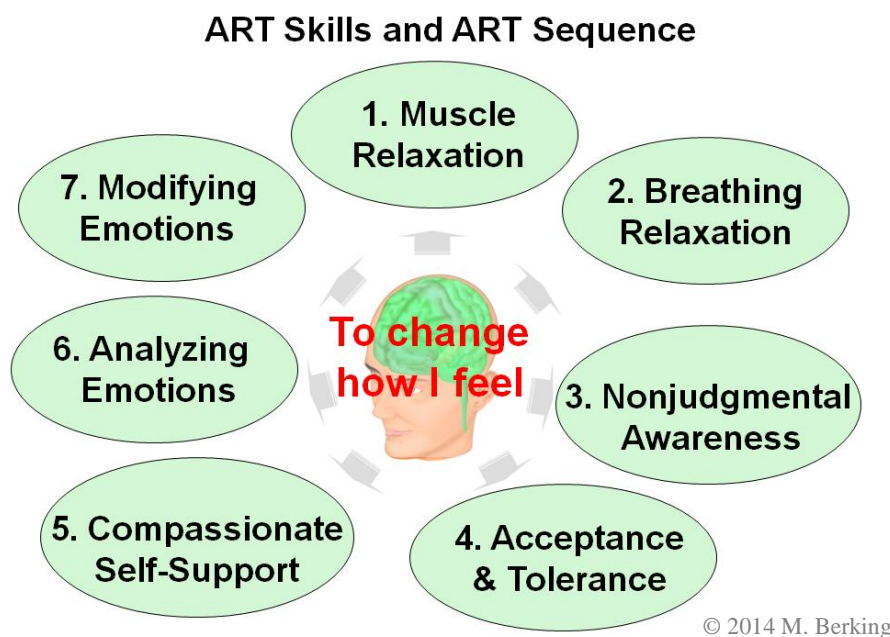 ART Skills and ART Sequence
1. Muscle
Relaxation
2. Breathing
Relaxation
3. Nonjudgmental
Awareness
4. Acceptance
& Tolerance
5. Compassionate
Self-Support
6. Analyzing
Emotions
7. Modifying
Emotions
To change
how I feel
© 2014 M. Berking